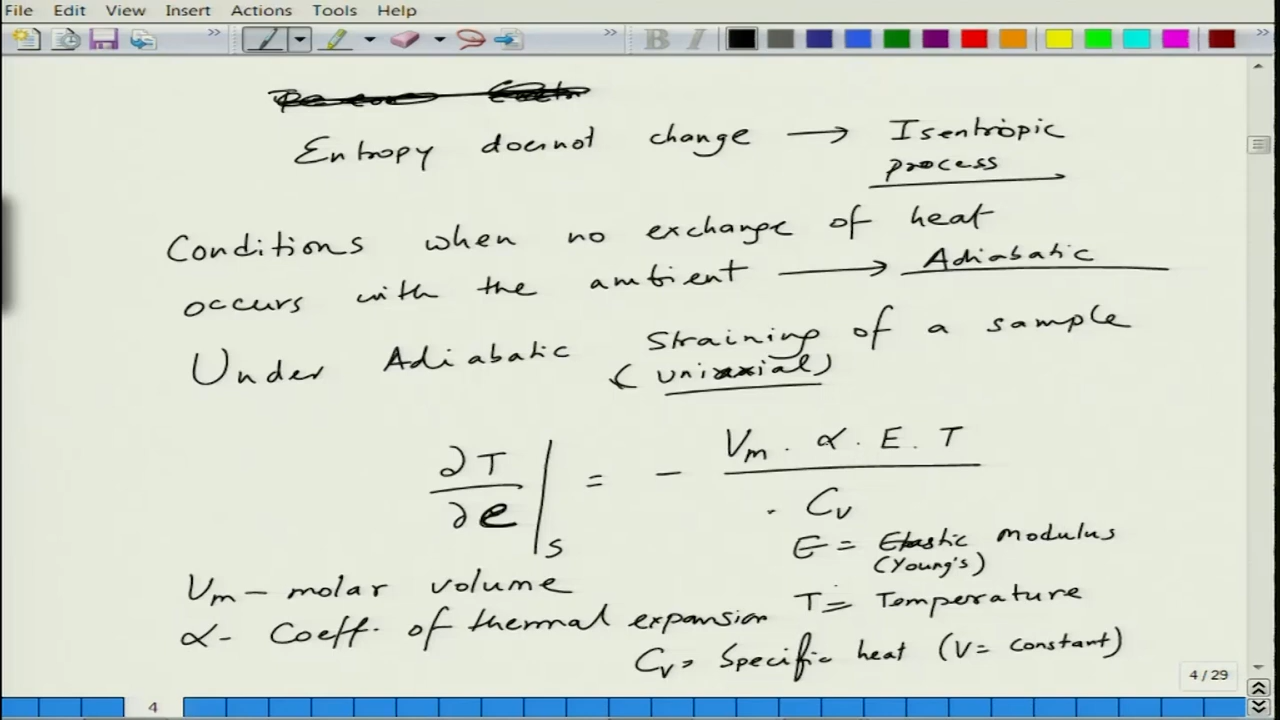 File Edit View Insert Actions Tools Help
Entropy doesnot change → Isentropic
process
Conditions when no exchange of heat
occurs with the ambient → Adiabatic
Under Adiabatic Straining of a sample
(uniaxial)
∂T/∂e |s = - Vm . α . E . T / Cv
E = Elastic modulus
(Young's)
Vm - molar volume
T = Temperature
α - Coeff. of thermal expansion
Cv = Specific heat (V = constant)
4 / 29
4